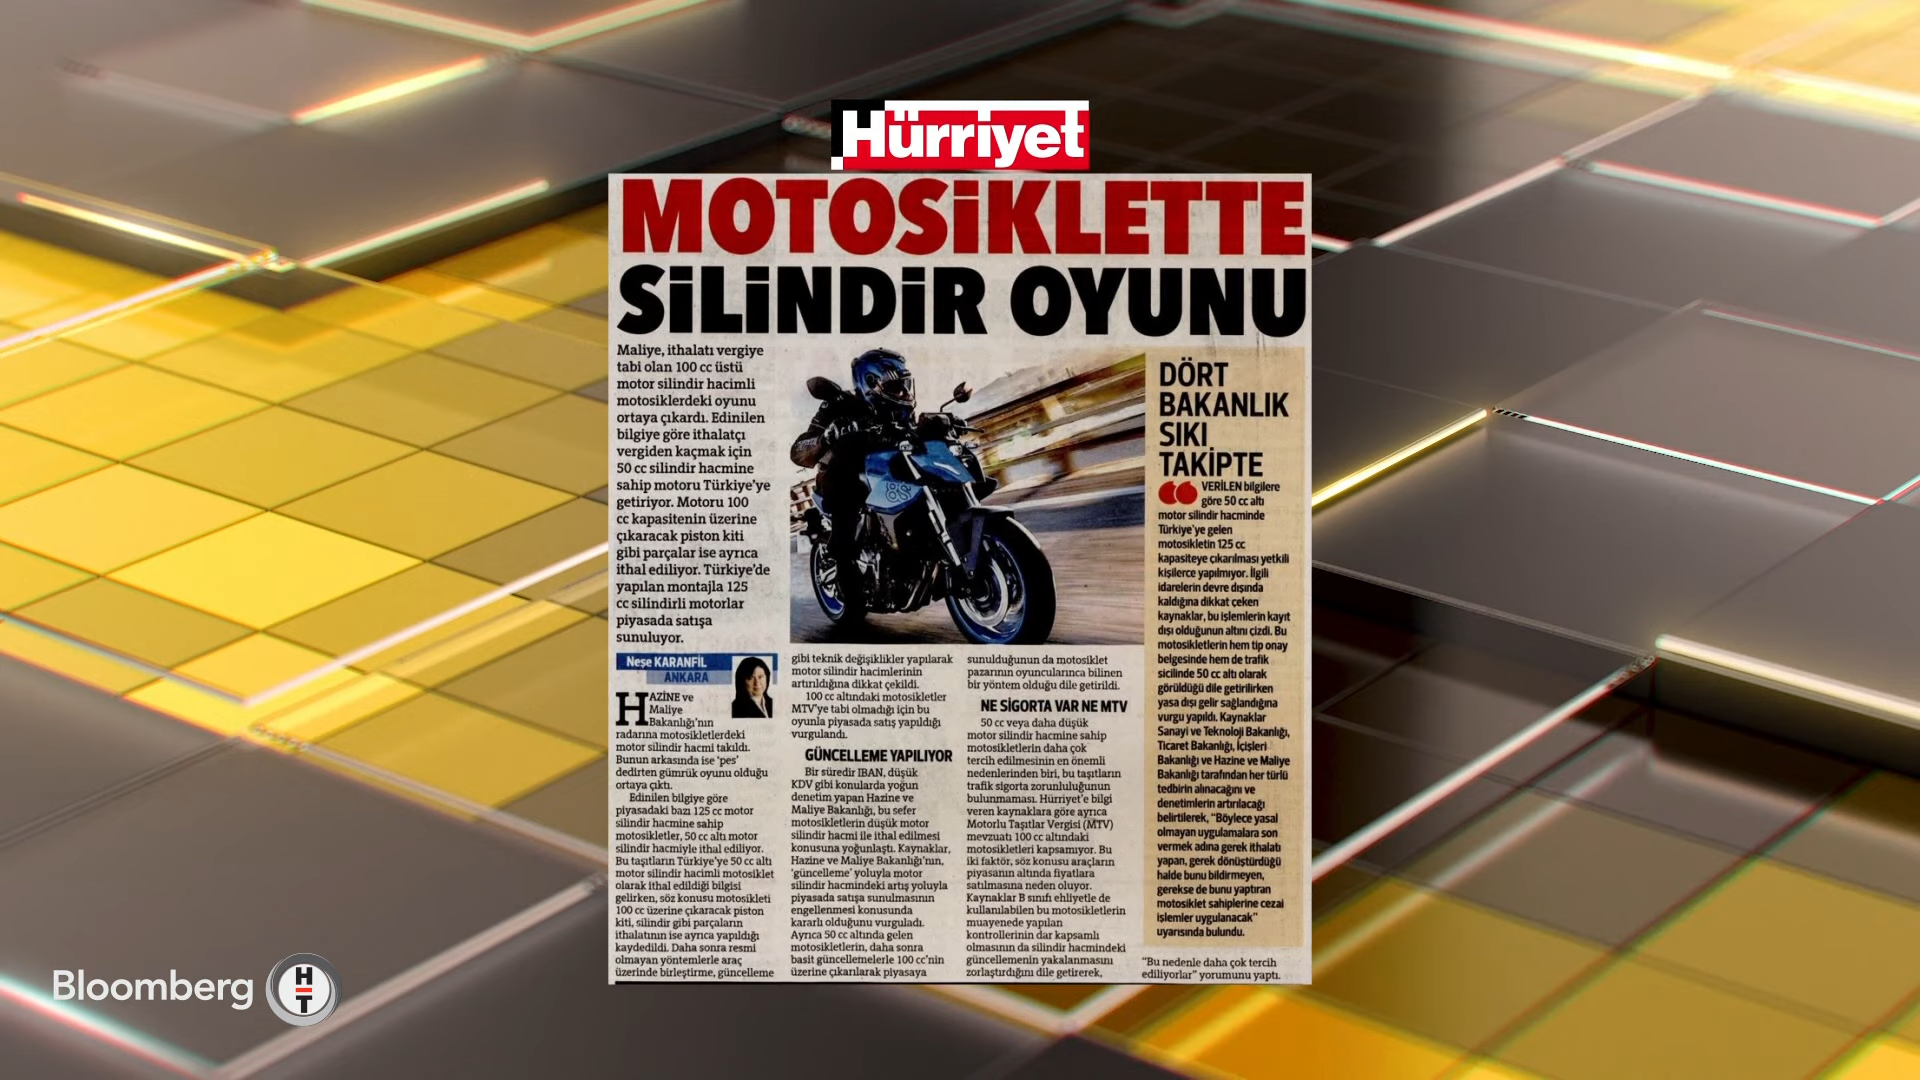 Hürriyet
MOTOSİKLETTE
SİLİNDİR OYUNU
Maliye, ithalatı vergiye
tabi olan 100 cc üstü
motor silindir hacimli
motosiklerdeki oyunu
ortaya çıkardı. Edinilen
bilgiye göre ithalatçı
vergiden kaçmak için
50 cc silindir hacmine
sahip motoru Türkiye'ye
getiriyor. Motoru 100
cc kapasitenin üzerine
çıkaracak piston kiti
gibi parçalar ise ayrıca
ithal ediliyor. Türkiye'de
yapılan montajla 125
cc silindirli motorlar
piyasada satışa
sunuluyor.
Neşe KARANFİL
ANKARA
HAZİNE ve
Maliye
Bakanlığı'nın
radarına motosikletlerdeki
motor silindir hacmi takıldı.
Bunun arkasında ise 'pes'
dedirten gümrük oyunu olduğu
ortaya çıktı.
Edinilen bilgiye göre
piyasadaki bazı 125 cc motor
silindir hacmine sahip
motosikletler, 50 cc altı motor
silindir hacmiyle ithal ediliyor.
Bu taşıtların Türkiye'ye 50 cc altı
motor silindir hacimli motosiklet
olarak ithal edildiği bilgisi
gelirken, söz konusu motosikleti
100 cc üzerine çıkaracak piston
kiti, silindir gibi parçaların
ithalatının ise ayrıca yapıldığı
kaydedildi. Daha sonra resmi
olmayan yöntemlerle araç
üzerinde birleştirme, güncelleme
gibi teknik değişiklikler yapılarak
motor silindir hacimlerinin
artırıldığına dikkat çekildi.
100 cc altındaki motosikletler
MTV'ye tabi olmadığı için bu
oyunla piyasada satış yapıldığı
vurgulandı.
GÜNCELLEME YAPILIYOR
Bir süredir IBAN, düşük
KDV gibi konularda yoğun
denetim yapan Hazine ve
Maliye Bakanlığı, bu sefer
motosikletlerin düşük motor
silindir hacmi ile ithal edilmesi
konusuna yoğunlaştı. Kaynaklar,
Hazine ve Maliye Bakanlığı'nın,
'güncelleme' yoluyla motor
silindir hacmindeki artış yoluyla
piyasada satışa sunulmasının
engellenmesi konusunda
kararlı olduğunu vurguladı.
Ayrıca 50 cc altında gelen
motosikletlerin, daha sonra
basit güncellemelerle 100 cc'nin
üzerine çıkarılarak piyasaya
sunulduğunun da motosiklet
pazarının oyuncularınca bilinen
bir yöntem olduğu dile getirildi.
NE SİGORTA VAR NE MTV
50 cc veya daha düşük
motor silindir hacmine sahip
motosikletlerin daha çok
tercih edilmesinin en önemli
nedenlerinden biri, bu taşıtların
trafik sigorta zorunluluğunun
bulunmaması. Hürriyet'e bilgi
veren kaynaklara göre ayrıca
Motorlu Taşıtlar Vergisi (MTV)
mevzuatı 100 cc altındaki
motosikletleri kapsamıyor. Bu
iki faktör, söz konusu araçların
piyasanın altında fiyatlara
satılmasına neden oluyor.
Kaynaklar B sınıfı ehliyetle de
kullanılabilen bu motosikletlerin
muayenede yapılan
kontrollerinin dar kapsamlı
olmasının da silindir hacmindeki
güncellemenin yakalanmasını
zorlaştırdığını dile getirerek,
"Bu nedenle daha çok tercih
ediliyorlar" yorumunu yaptı.
DÖRT
BAKANLIK
SIKI
TAKİPTE
VERİLEN bilgilere
göre 50 cc altı
motor silindir hacminde
Türkiye'ye gelen
motosikletin 125 cc
kapasiteye çıkarılması yetkili
kişilerce yapılmıyor. İlgili
idarelerin devre dışında
kaldığına dikkat çeken
kaynaklar, bu işlemlerin kayıt
dışı olduğunun altını çizdi. Bu
motosikletlerin hem tip onay
belgesinde hem de trafik
sicilinde 50 cc altı olarak
görüldüğü dile getirilirken
yasa dışı gelir sağlandığına
vurgu yapıldı. Kaynaklar
Sanayi ve Teknoloji Bakanlığı,
Ticaret Bakanlığı, İçişleri
Bakanlığı ve Hazine ve Maliye
Bakanlığı tarafından her türlü
tedbirin alınacağını ve
denetimlerin artırılacağı
belirtilerek, "Böylece yasal
olmayan uygulamalara son
vermek adına gerek ithalatı
yapan, gerek dönüştürdüğü
halde bunu bildirmeyen,
gerekse de bunu yaptıran
motosiklet sahiplerine cezai
işlemler uygulanacak"
uyarısında bulundu.
Bloomberg HT